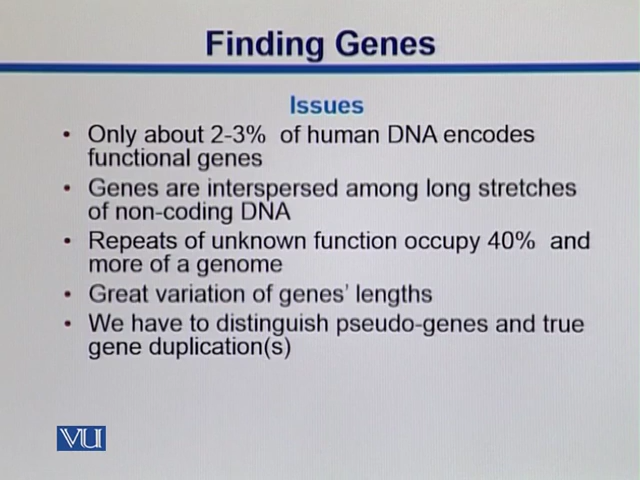 Finding Genes
Issues
• Only about 2-3% of human DNA encodes
functional genes
• Genes are interspersed among long stretches
of non-coding DNA
• Repeats of unknown function occupy 40% and
more of a genome
• Great variation of genes' lengths
• We have to distinguish pseudo-genes and true
gene duplication(s)
VU